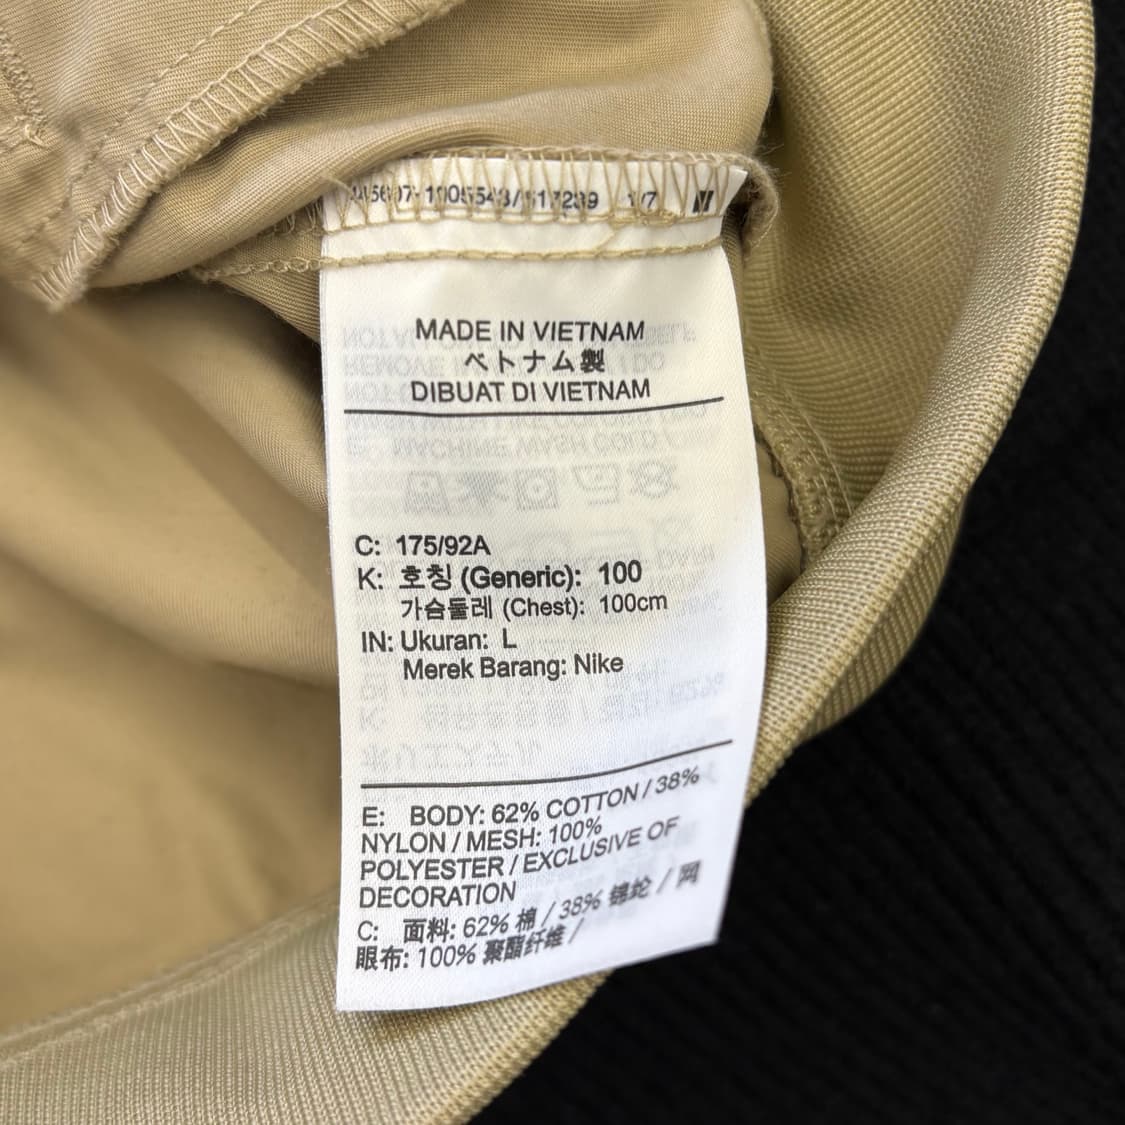 MADE IN VIETNAM
ベトナム製
DIBUAT DI VIETNAM
C: 175/92A
K: 호칭 (Generic): 100
가슴둘레 (Chest): 100cm
IN: Ukuran: L
Merek Barang: Nike
E: BODY: 62% COTTON / 38%
NYLON / MESH: 100%
POLYESTER / EXCLUSIVE OF
DECORATION
C: 面料: 62% 棉 / 38% 锦纶 / 网
眼布: 100% 聚酯纤维 /